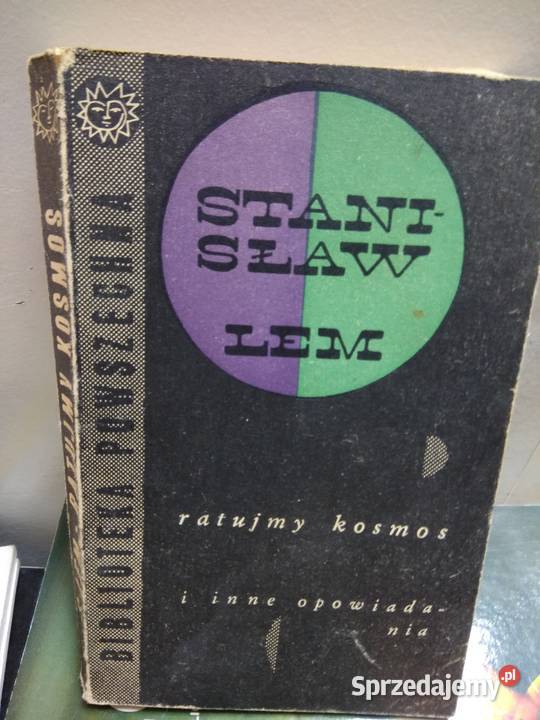 STANI-
SŁAW
LEM
ratujmy kosmos
i inne opowiada-
nia
BIBLIOTEKA POWSZECHNA
RATUJMY KOSMOS
Sprzedajemy.pl